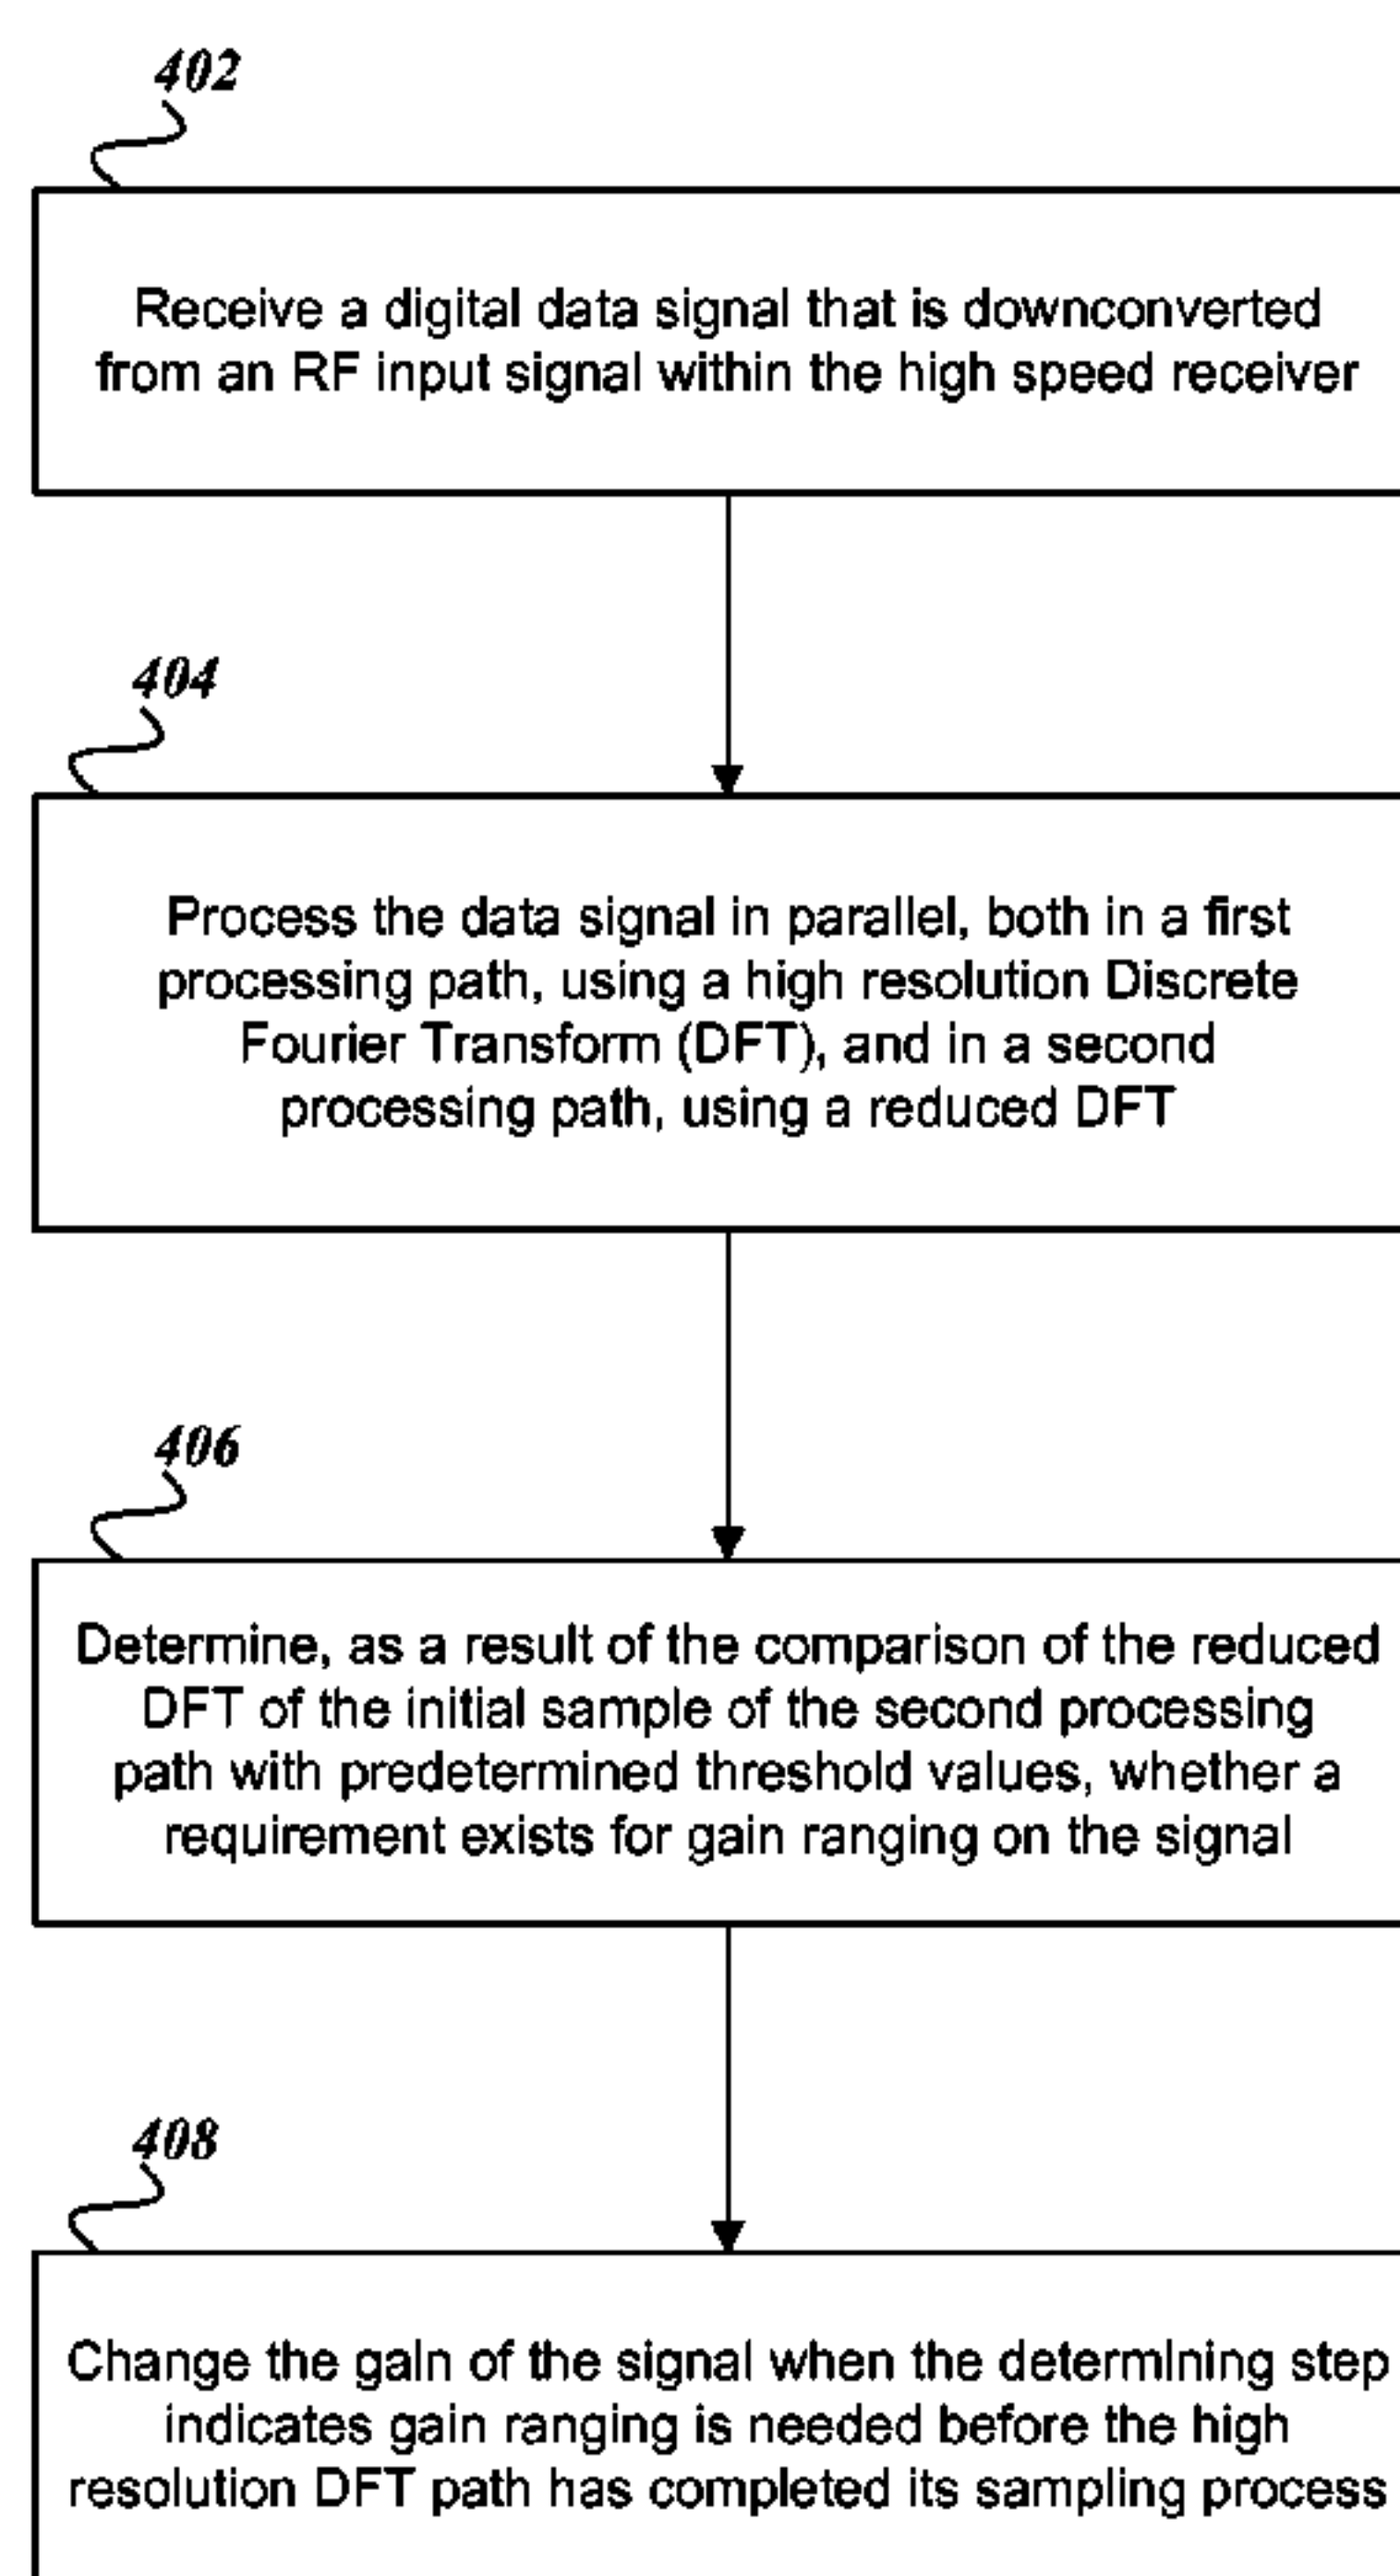 402
Receive a digital data signal that is downconverted
from an RF input signal within the high speed receiver
404
Process the data signal in parallel, both in a first
processing path, using a high resolution Discrete
Fourier Transform (DFT), and in a second
processing path, using a reduced DFT
406
Determine, as a result of the comparison of the reduced
DFT of the initial sample of the second processing
path with predetermined threshold values, whether a
requirement exists for gain ranging on the signal
408
Change the gain of the signal when the determining step
indicates gain ranging is needed before the high
resolution DFT path has completed its sampling process